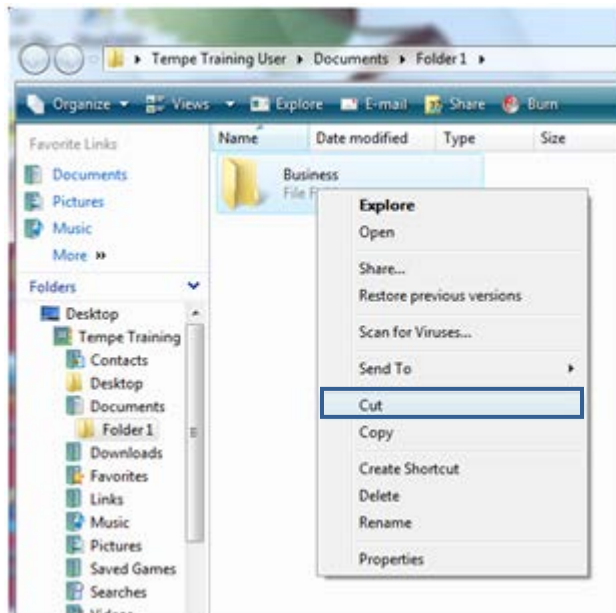 Tempe Training User ▸ Documents ▸ Folder 1 ▸
Organize Views Explore E-mail Share Burn
Favorite Links
Documents
Pictures
Music
More »
Folders
Desktop
Tempe Training
Contacts
Desktop
Documents
Folder 1
Downloads
Favorites
Links
Music
Pictures
Saved Games
Searches
Name Date modified Type Size
Business
File
Explore
Open
Share...
Restore previous versions
Scan for Viruses...
Send To
Cut
Copy
Create Shortcut
Delete
Rename
Properties